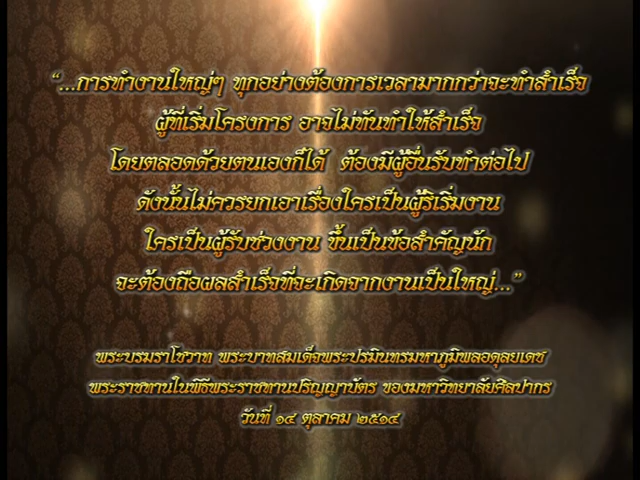 “...การทำงานใหญ่ๆ ทุกอย่างต้องการเวลามากกว่าจะทำสำเร็จ
ผู้ที่เริ่มโครงการ อาจไม่ทันทำให้สำเร็จ
โดยตลอดด้วยตนเองก็ได้ ต้องมีผู้อื่นรับทำต่อไป
ดังนั้นไม่ควรยกเอาเรื่องใครเป็นผู้ริเริ่มงาน
ใครเป็นผู้รับช่วงงาน ขึ้นเป็นข้อสำคัญนัก
จะต้องถือผลสำเร็จที่จะเกิดจากงานเป็นใหญ่...”
พระบรมราโชวาท พระบาทสมเด็จพระปรมินทรมหาภูมิพลอดุลยเดช
พระราชทานในพิธีพระราชทานปริญญาบัตร ของมหาวิทยาลัยศิลปากร
วันที่ ๑๔ ตุลาคม ๒๕๑๔